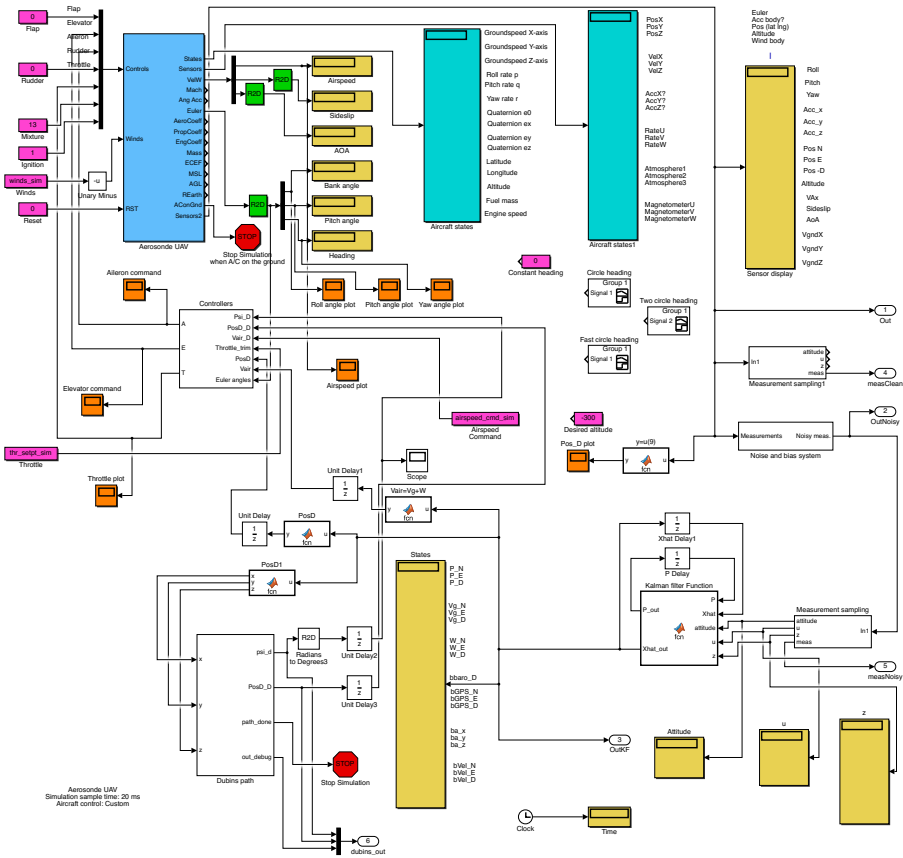 Flap
Elevator
Aileron
Rudder
Throttle
0
Flap
0
Rudder
13
Mixture
1
Ignition
winds_sim
Winds
-u
Unary Minus
0
Reset
Controls
Winds
RST
States
Sensors
VelW
Mach
Ang Acc
Euler
AeroCoeff
PropCoeff
EngCoeff
Mass
ECEF
MSL
AGL
REarth
AConGnd
Sensors2
Aerosonde UAV
R2D
R2D
R2D
STOP
Stop Simulation
when A/C on the ground
Airspeed
Sideslip
AOA
Bank angle
Pitch angle
Heading
Roll angle plot
Pitch angle plot
Yaw angle plot
Groundspeed X-axis
Groundspeed Y-axis
Groundspeed Z-axis
Roll rate p
Pitch rate q
Yaw rate r
Quaternion e0
Quaternion ex
Quaternion ey
Quaternion ez
Latitude
Longitude
Altitude
Fuel mass
Engine speed
Aircraft states
PosX
PosY
PosZ
VelX
VelY
VelZ
AccX?
AccY?
AccZ?
RateU
RateV
RateW
Atmosphere1
Atmosphere2
Atmosphere3
MagnetometerU
MagnetometerV
MagnetometerW
Aircraft states1
Euler
Acc body?
Pos (lat lng)
Altitude
Wind body
Roll
Pitch
Yaw
Acc_x
Acc_y
Acc_z
Pos N
Pos E
Pos -D
Altitude
VAx
Sideslip
AoA
VgndX
VgndY
VgndZ
Sensor display
0
Constant heading
Circle heading
Group 1
Signal 1
Two circle heading
Group 1
Signal 2
Fast circle heading
Group 1
Signal 1
1
Out
In1
attitude
u
z
meas
Measurement sampling1
4
measClean
2
OutNoisy
Aileron command
Controllers
A
E
T
Psi_D
PosD_D
Vair_D
Throttle_trim
PosD
Vair
Euler angles
Elevator command
Airspeed plot
airspeed_cmd_sim
Airspeed
Command
-300
Desired altitude
Pos_D plot
y=u(9)
y
u
fcn
Measurements
Noisy meas.
Noise and bias system
thr_setpt_sim
Throttle
Throttle plot
Scope
Unit Delay1
1
z
Vair=Vg+W
y
u
fcn
Unit Delay
1
z
PosD
y
u
fcn
PosD1
x
y
z
u
fcn
States
P_N
P_E
P_D
Vg_N
Vg_E
Vg_D
W_N
W_E
W_D
bbaro_D
bGPS_N
bGPS_E
bGPS_D
ba_x
ba_y
ba_z
bVel_N
bVel_E
bVel_D
1
z
Xhat Delay1
1
z
P Delay
Kalman filter Function
P_out
Xhat_out
fcn
P
Xhat
attitude
u
z
Measurement sampling
attitude
u
z
meas
In1
5
measNoisy
x
y
z
psi_d
PosD_D
path_done
out_debug
Dubins path
R2D
Radians
to Degrees3
1
z
Unit Delay2
1
z
Unit Delay3
STOP
Stop Simulation
3
OutKF
Attitude
u
z
Aerosonde UAV
Simulation sample time: 20 ms
Aircraft control: Custom
Clock
Time
6
dubins_out